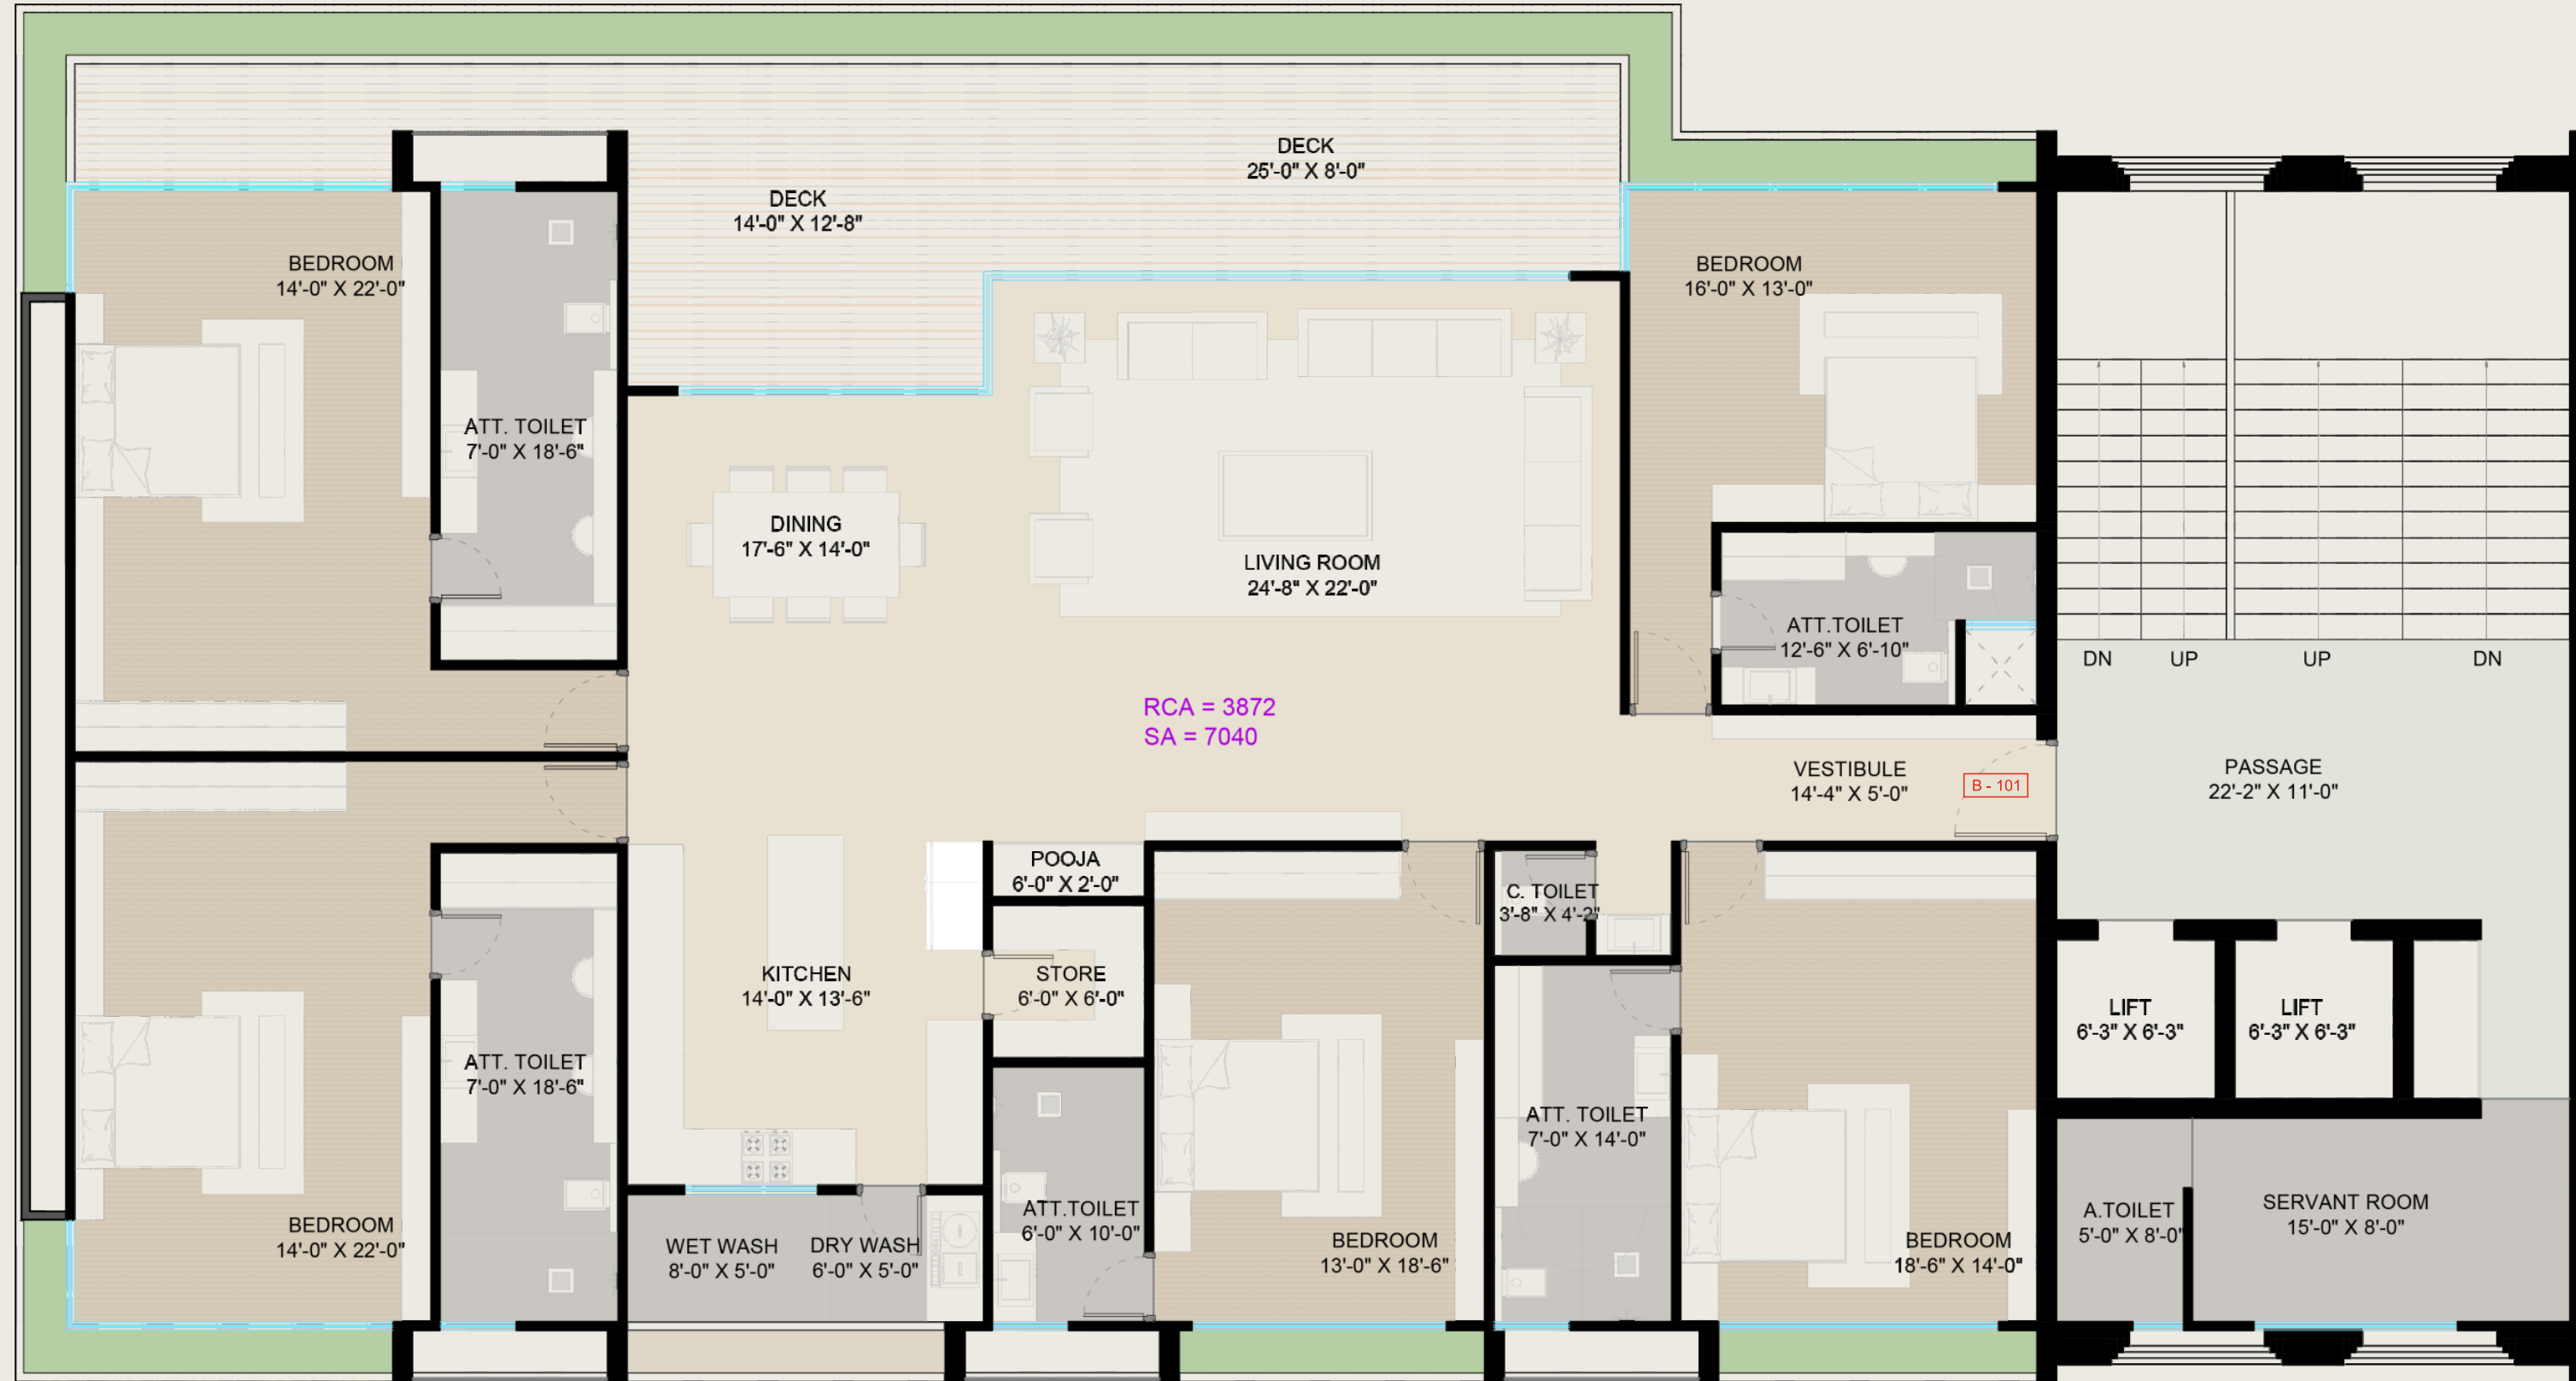 DECK
25'-0" X 8'-0"
DECK
14'-0" X 12'-8"
BEDROOM
14'-0" X 22'-0"
BEDROOM
16'-0" X 13'-0"
ATT. TOILET
7'-0" X 18'-6"
DINING
17'-6" X 14'-0"
LIVING ROOM
24'-8" X 22'-0"
ATT.TOILET
12'-6" X 6'-10"
DN
UP
UP
DN
RCA = 3872
SA = 7040
VESTIBULE
14'-4" X 5'-0"
B - 101
PASSAGE
22'-2" X 11'-0"
POOJA
6'-0" X 2'-0"
C. TOILET
3'-8" X 4'-2"
KITCHEN
14'-0" X 13'-6"
STORE
6'-0" X 6'-0"
LIFT
6'-3" X 6'-3"
LIFT
6'-3" X 6'-3"
ATT. TOILET
7'-0" X 18'-6"
ATT. TOILET
7'-0" X 14'-0"
BEDROOM
14'-0" X 22'-0"
WET WASH
8'-0" X 5'-0"
DRY WASH
6'-0" X 5'-0"
ATT.TOILET
6'-0" X 10'-0"
BEDROOM
13'-0" X 18'-6"
BEDROOM
18'-6" X 14'-0"
A.TOILET
5'-0" X 8'-0"
SERVANT ROOM
15'-0" X 8'-0"